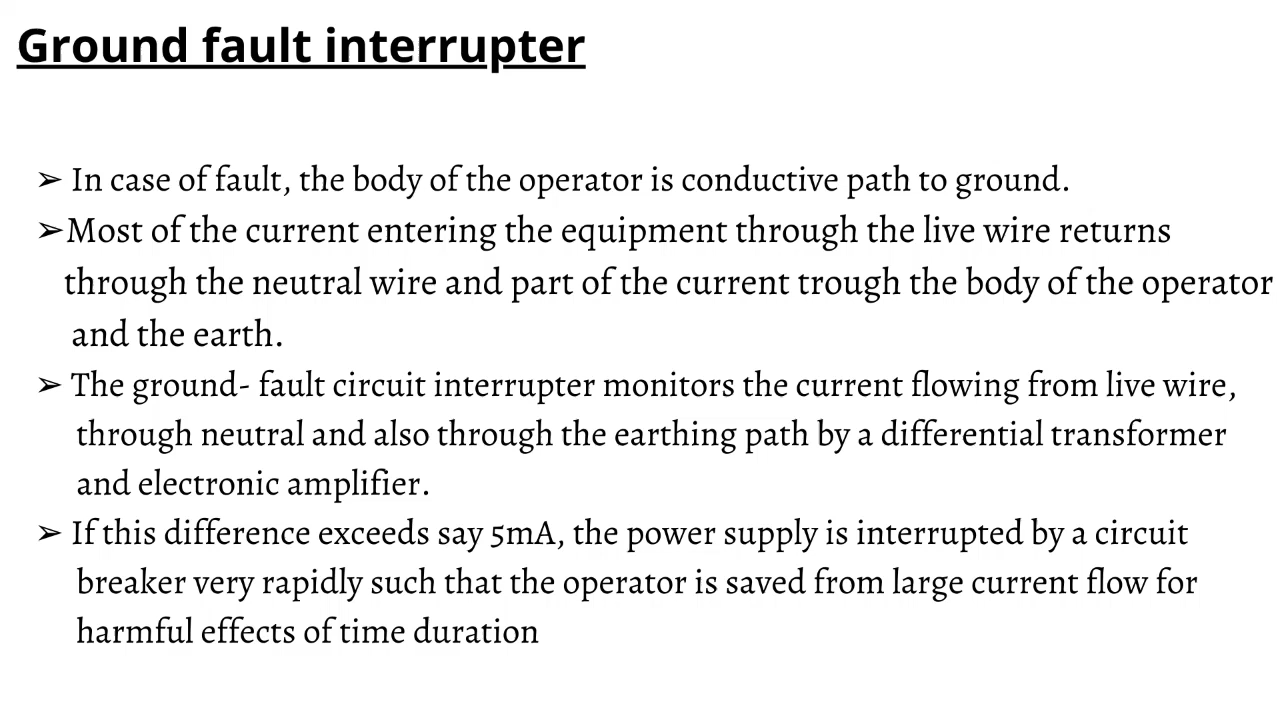 Ground fault interrupter
➢ In case of fault, the body of the operator is conductive path to ground.
➢Most of the current entering the equipment through the live wire returns
through the neutral wire and part of the current trough the body of the operator
and the earth.
➢ The ground- fault circuit interrupter monitors the current flowing from live wire,
through neutral and also through the earthing path by a differential transformer
and electronic amplifier.
➢ If this difference exceeds say 5mA, the power supply is interrupted by a circuit
breaker very rapidly such that the operator is saved from large current flow for
harmful effects of time duration